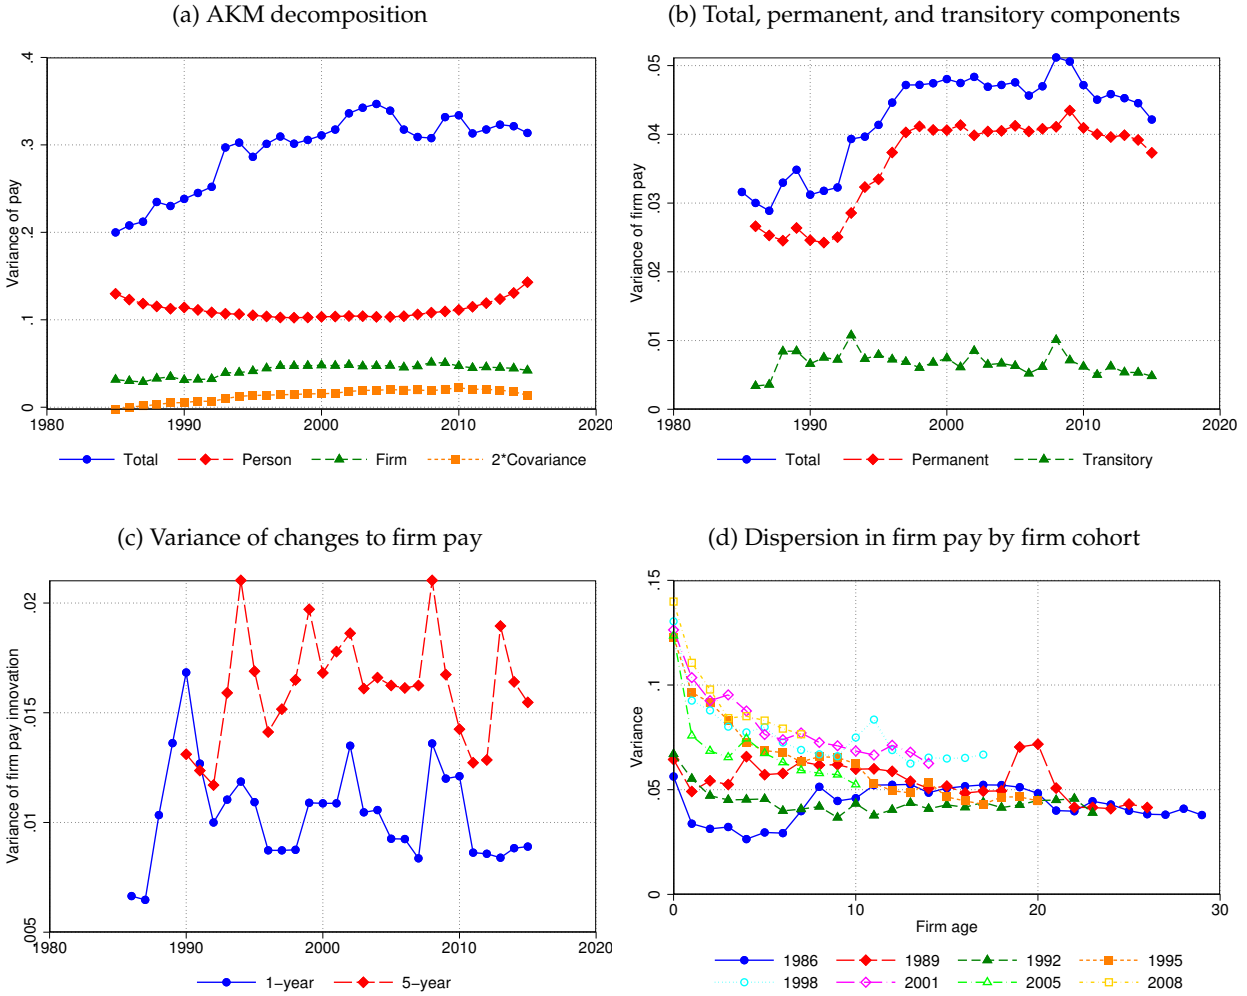 (a) AKM decomposition
Variance of pay
.4
.3
.2
.1
0
1980 1990 2000 2010 2020
Total Person Firm 2*Covariance
(b) Total, permanent, and transitory components
Variance of firm pay
.05
.04
.03
.02
.01
0
1980 1990 2000 2010 2020
Total Permanent Transitory
(c) Variance of changes to firm pay
Variance of firm pay innovation
.02
.015
.01
.005
1980 1990 2000 2010 2020
1−year 5−year
(d) Dispersion in firm pay by firm cohort
Variance
.15
.1
.05
0
0 10 20 30
Firm age
1986 1989 1992 1995
1998 2001 2005 2008